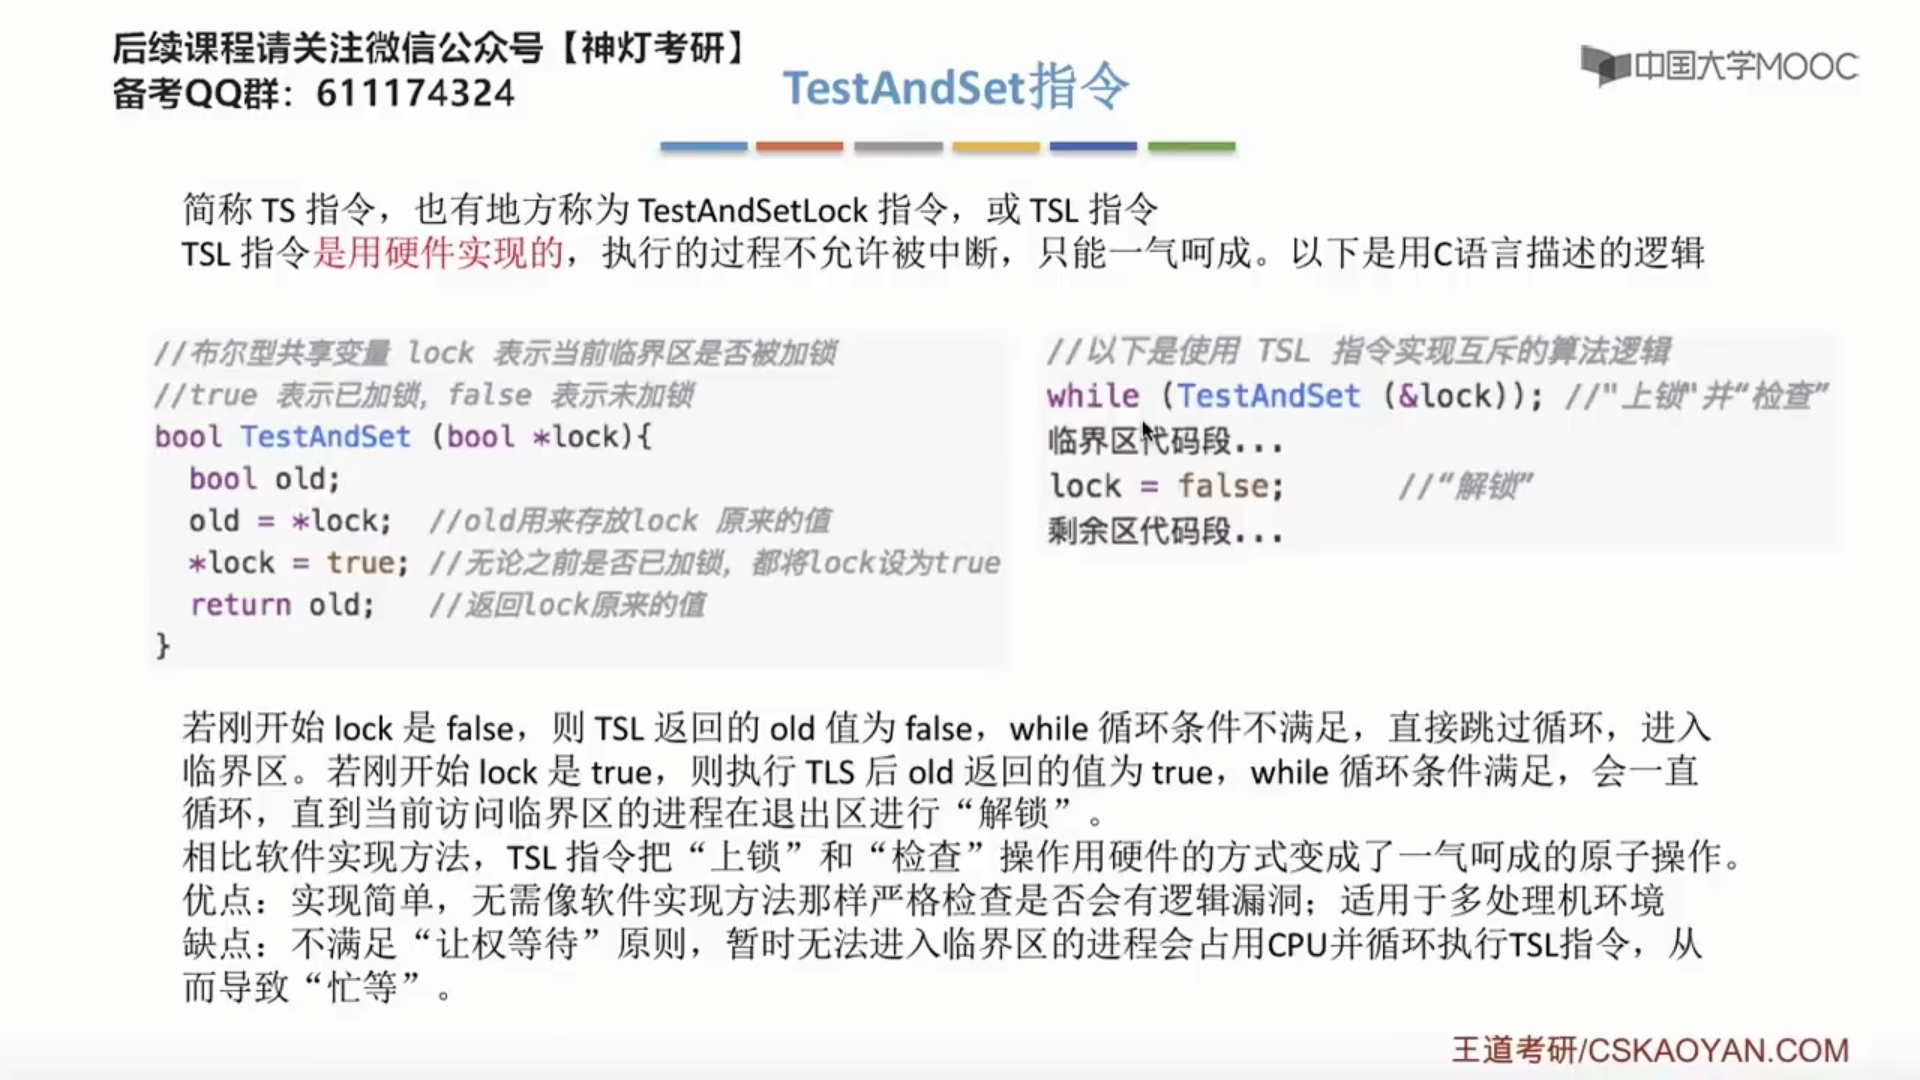 后续课程请关注微信公众号【神灯考研】
备考QQ群：611174324
TestAndSet指令
中国大学MOOC
简称 TS 指令，也有地方称为 TestAndSetLock 指令，或 TSL 指令
TSL 指令是用硬件实现的，执行的过程不允许被中断，只能一气呵成。以下是用C语言描述的逻辑
//布尔型共享变量 lock 表示当前临界区是否被加锁
//true 表示已加锁，false 表示未加锁
bool TestAndSet (bool *lock){
bool old;
old = *lock; //old用来存放lock 原来的值
*lock = true; //无论之前是否已加锁，都将lock设为true
return old; //返回lock原来的值
}
//以下是使用 TSL 指令实现互斥的算法逻辑
while (TestAndSet (&lock)); //"上锁"并“检查”
临界区代码段...
lock = false; //“解锁”
剩余区代码段...
若刚开始 lock 是 false，则 TSL 返回的 old 值为 false，while 循环条件不满足，直接跳过循环，进入
临界区。若刚开始 lock 是 true，则执行 TLS 后 old 返回的值为 true，while 循环条件满足，会一直
循环，直到当前访问临界区的进程在退出区进行“解锁”。
相比软件实现方法，TSL 指令把“上锁”和“检查”操作用硬件的方式变成了一气呵成的原子操作。
优点：实现简单，无需像软件实现方法那样严格检查是否会有逻辑漏洞；适用于多处理机环境
缺点：不满足“让权等待”原则，暂时无法进入临界区的进程会占用CPU并循环执行TSL指令，从
而导致“忙等”。
王道考研/CSKAOYAN.COM